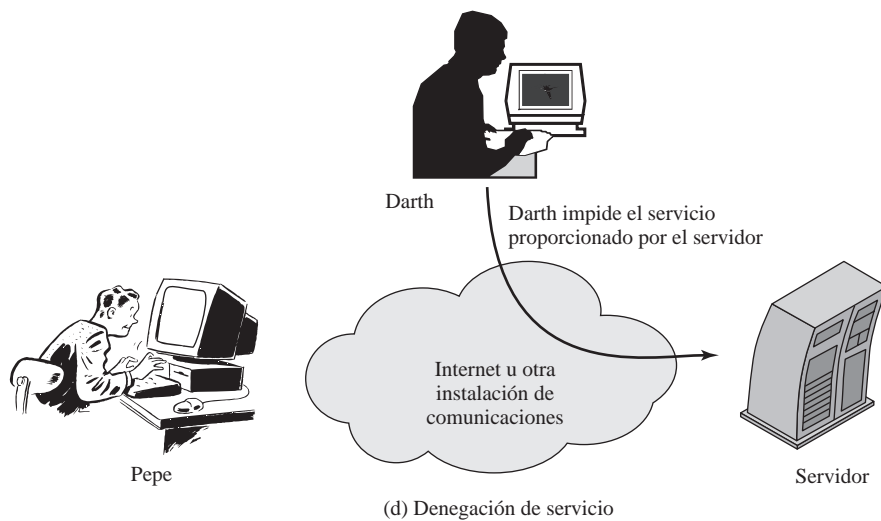 Darth
Darth impide el servicio
proporcionado por el servidor
Internet u otra
instalación de
comunicaciones
Pepe
Servidor
(d) Denegación de servicio